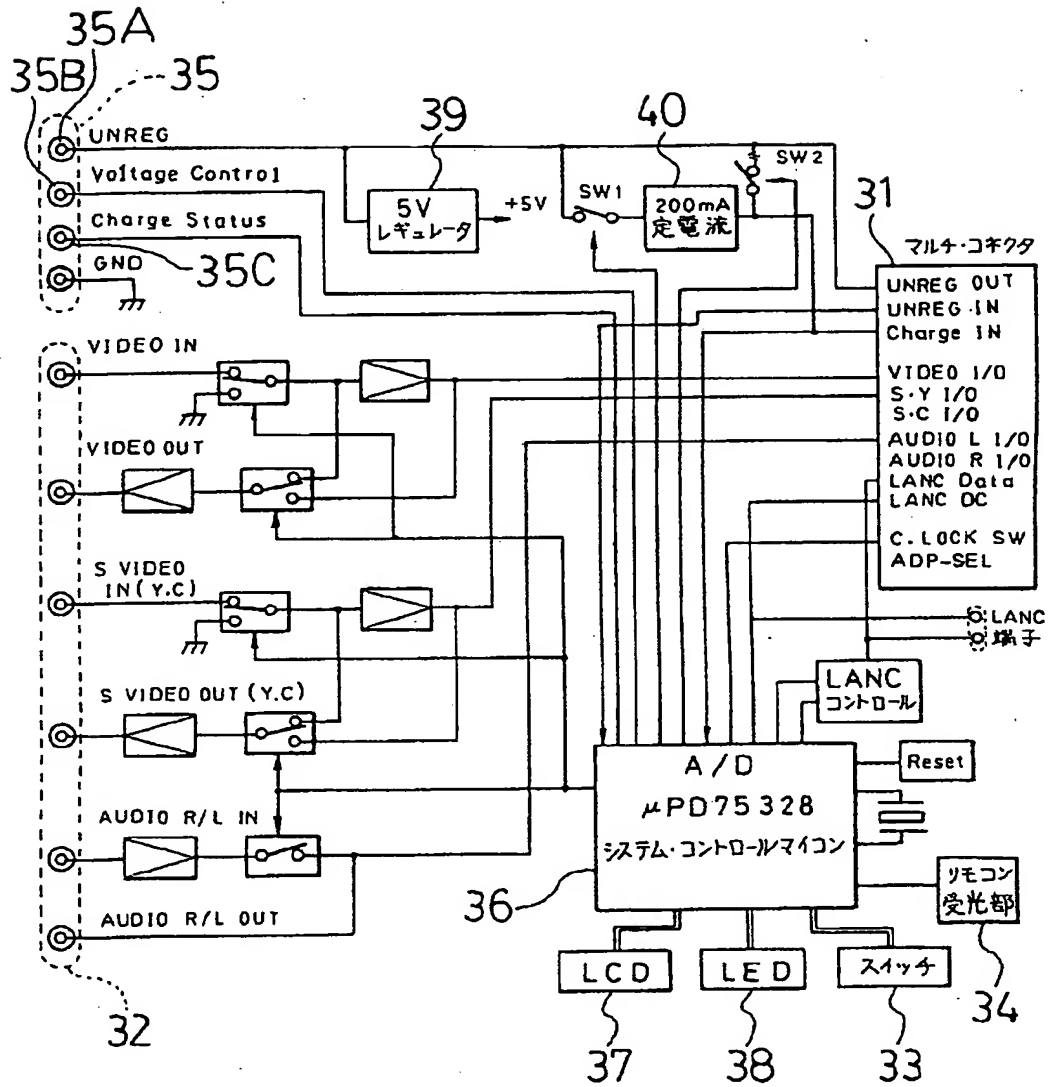 35A
35B
35
UNREG
Voltage Control
Charge Status
35C
GND
39
5V
レギュレータ
+5V
SW1
40
200mA
定電流
SW2
31
マルチ・コネクタ
UNREG OUT
UNREG IN
Charge IN
VIDEO I/O
S・Y I/O
S・C I/O
AUDIO L I/O
AUDIO R I/O
LANC Data
LANC DC
C. LOCK SW
ADP-SEL
VIDEO IN
VIDEO OUT
S VIDEO
IN (Y.C)
S VIDEO OUT (Y.C)
AUDIO R/L IN
AUDIO R/L OUT
32
LANC
端子
LANC
コントロール
A/D
μPD75328
システム・コントロールマイコン
36
Reset
リモコン
受光部
34
LCD
37
LED
38
スイッチ
33